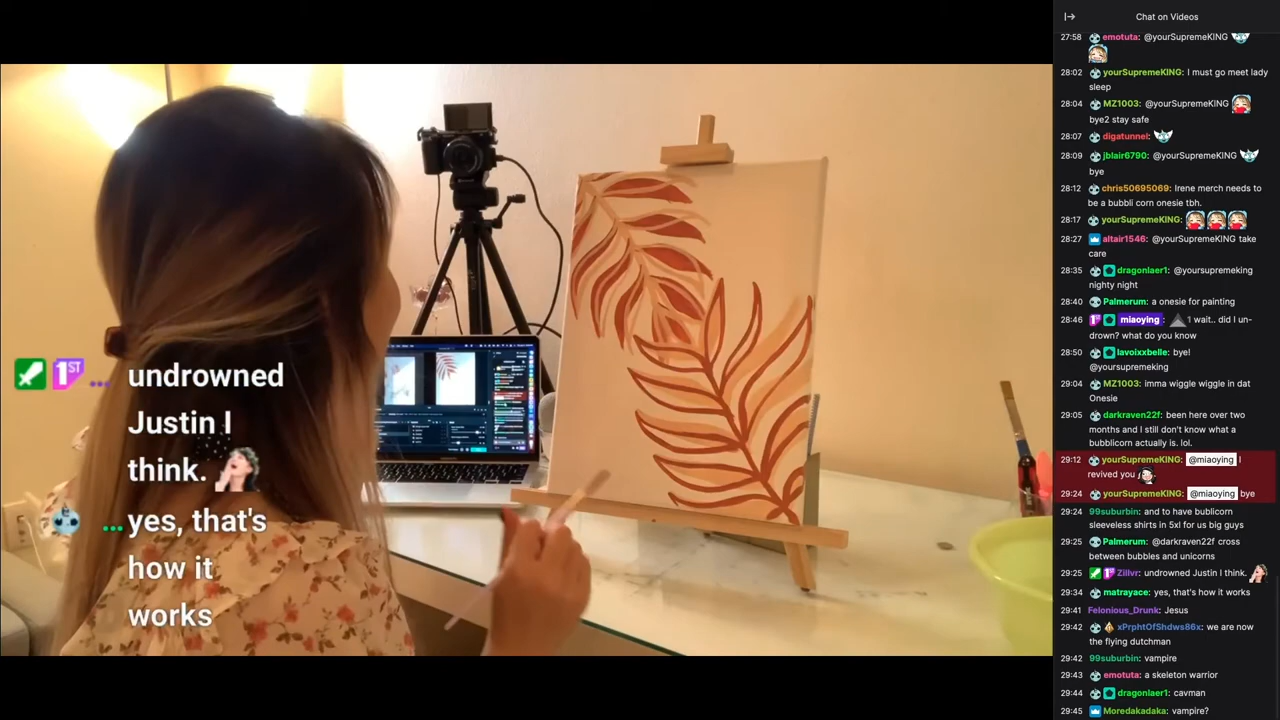 undrowned
Justin I
think.
... yes, that's
how it
works
Chat on Videos
27:58 emotuta: @yourSupremeKING
28:02 yourSupremeKING: I must go meet lady
sleep
28:04 MZ1003: @yourSupremeKING
bye2 stay safe
28:07 digatunnel:
28:09 jblair6790: @yourSupremeKING
bye
28:12 chris50695069: Irene merch needs to
be a bubbli corn onesie tbh.
28:17 yourSupremeKING:
28:27 altair1546: @yourSupremeKING take
care
28:35 dragonlaer1: @yoursupremeking
nighty night
28:40 Palmerum: a onesie for painting
28:46 miaoying: 1 wait.. did I un-
drown? what do you know
28:50 lavoixxbelle: bye!
@yoursupremeking
29:04 MZ1003: imma wiggle wiggle in dat
Onesie
29:05 darkraven22f: been here over two
months and I still don't know what a
bubblicorn actually is. lol.
29:12 yourSupremeKING: @miaoying I
revived you
29:24 yourSupremeKING: @miaoying bye
29:24 99suburbin: and to have bublicorn
sleeveless shirts in 5xl for us big guys
29:25 Palmerum: @darkraven22f cross
between bubbles and unicorns
29:25 1ST Zillvr: undrowned Justin I think.
29:34 matrayace: yes, that's how it works
29:41 Felonious_Drunk: Jesus
29:42 xPrphtOfShdws86x: we are now
the flying dutchman
29:42 99suburbin: vampire
29:43 emotuta: a skeleton warrior
29:44 dragonlaer1: cavman
29:45 Moredakadaka: vampire?